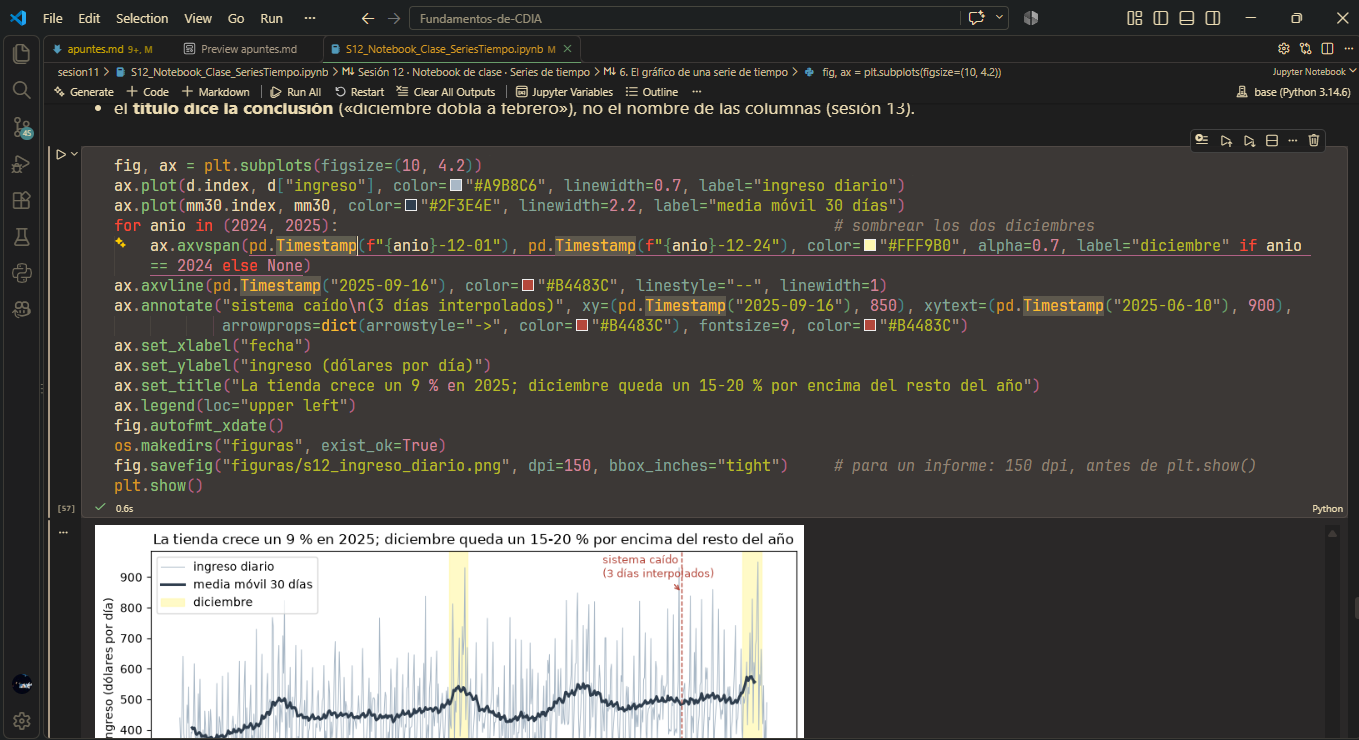 File Edit Selection View Go Run ··· Fundamentos-de-CDIA
apuntes.md 9+, M Preview apuntes.md S12_Notebook_Clase_SeriesTiempo.ipynb M
sesion11 > S12_Notebook_Clase_SeriesTiempo.ipynb > M↓ Sesión 12 · Notebook de clase · Series de tiempo > M↓ 6. El gráfico de una serie de tiempo > fig, ax = plt.subplots(figsize=(10, 4.2)) Jupyter Notebook
Generate + Code + Markdown Run All Restart Clear All Outputs Jupyter Variables Outline ··· base (Python 3.14.6)
45
• el título dice la conclusión («diciembre dobla a febrero»), no el nombre de las columnas (sesión 13).
fig, ax = plt.subplots(figsize=(10, 4.2))
ax.plot(d.index, d["ingreso"], color="#A9B8C6", linewidth=0.7, label="ingreso diario")
ax.plot(mm30.index, mm30, color="#2F3E4E", linewidth=2.2, label="media móvil 30 días")
for anio in (2024, 2025): # sombrear los dos diciembres
ax.axvspan(pd.Timestamp(f"{anio}-12-01"), pd.Timestamp(f"{anio}-12-24"), color="#FFF9B0", alpha=0.7, label="diciembre" if anio
== 2024 else None)
ax.axvline(pd.Timestamp("2025-09-16"), color="#B4483C", linestyle="--", linewidth=1)
ax.annotate("sistema caído\n(3 días interpolados)", xy=(pd.Timestamp("2025-09-16"), 850), xytext=(pd.Timestamp("2025-06-10"), 900),
arrowprops=dict(arrowstyle="->", color="#B4483C"), fontsize=9, color="#B4483C")
ax.set_xlabel("fecha")
ax.set_ylabel("ingreso (dólares por día)")
ax.set_title("La tienda crece un 9 % en 2025; diciembre queda un 15-20 % por encima del resto del año")
ax.legend(loc="upper left")
fig.autofmt_xdate()
os.makedirs("figuras", exist_ok=True)
fig.savefig("figuras/s12_ingreso_diario.png", dpi=150, bbox_inches="tight") # para un informe: 150 dpi, antes de plt.show()
plt.show()
[57] 0.6s Python
La tienda crece un 9 % en 2025; diciembre queda un 15-20 % por encima del resto del año
ingreso diario
media móvil 30 días
diciembre
sistema caído
(3 días interpolados)
900
800
700
600
500
400
ngreso (dólares por día)